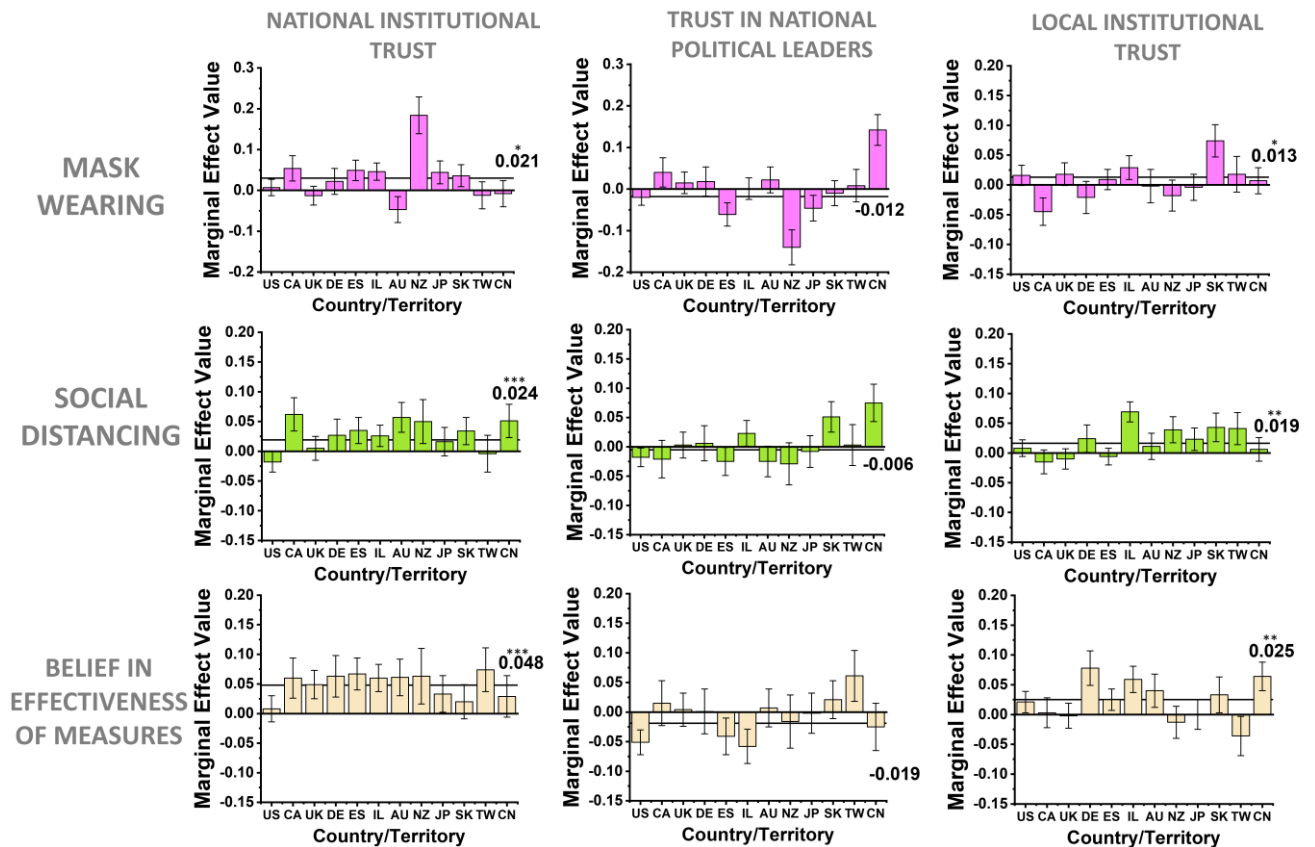 NATIONAL INSTITUTIONAL
TRUST
TRUST IN NATIONAL
POLITICAL LEADERS
LOCAL INSTITUTIONAL
TRUST
MASK
WEARING
Marginal Effect Value
0.3
0.2
0.1
0.0
-0.1
0.2
*
0.021
US CA UK DE ES IL AU NZ JP SK TW CN
Country/Territory
Marginal Effect Value
0.3
0.2
0.1
0.0
-0.1
0.2
-0.012
US CA UK DE ES IL AU NZ JP SK TW CN
Country/Territory
Marginal Effect Value
0.20
0.15
0.10
0.05
0.00
-0.05
-0.10
-0.15
*
0.013
US CA UK DE ES IL AU NZ JP SK TW CN
Country/Territory
SOCIAL
DISTANCING
Marginal Effect Value
0.20
0.15
0.10
0.05
0.00
-0.05
-0.10
-0.15
***
0.024
US CA UK DE ES IL AU NZ JP SK TW CN
Country/Territory
Marginal Effect Value
0.20
0.15
0.10
0.05
0.00
-0.05
-0.10
-0.15
-0.006
US CA UK DE ES IL AU NZ JP SK TW CN
Country/Territory
Marginal Effect Value
0.20
0.15
0.10
0.05
0.00
-0.05
-0.10
-0.15
**
0.019
US CA UK DE ES IL AU NZ JP SK TW CN
Country/Territory
BELIEF IN
EFFECTIVENESS
OF MEASURES
Marginal Effect Value
0.20
0.15
0.10
0.05
0.00
-0.05
-0.10
-0.15
***
0.048
US CA UK DE ES IL AU NZ JP SK TW CN
Country/Territory
Marginal Effect Value
0.20
0.15
0.10
0.05
0.00
-0.05
-0.10
-0.15
-0.019
US CA UK DE ES IL AU NZ JP SK TW CN
Country/Territory
Marginal Effect Value
0.20
0.15
0.10
0.05
0.00
-0.05
-0.10
-0.15
**
0.025
US CA UK DE ES IL AU NZ JP SK TW CN
Country/Territory